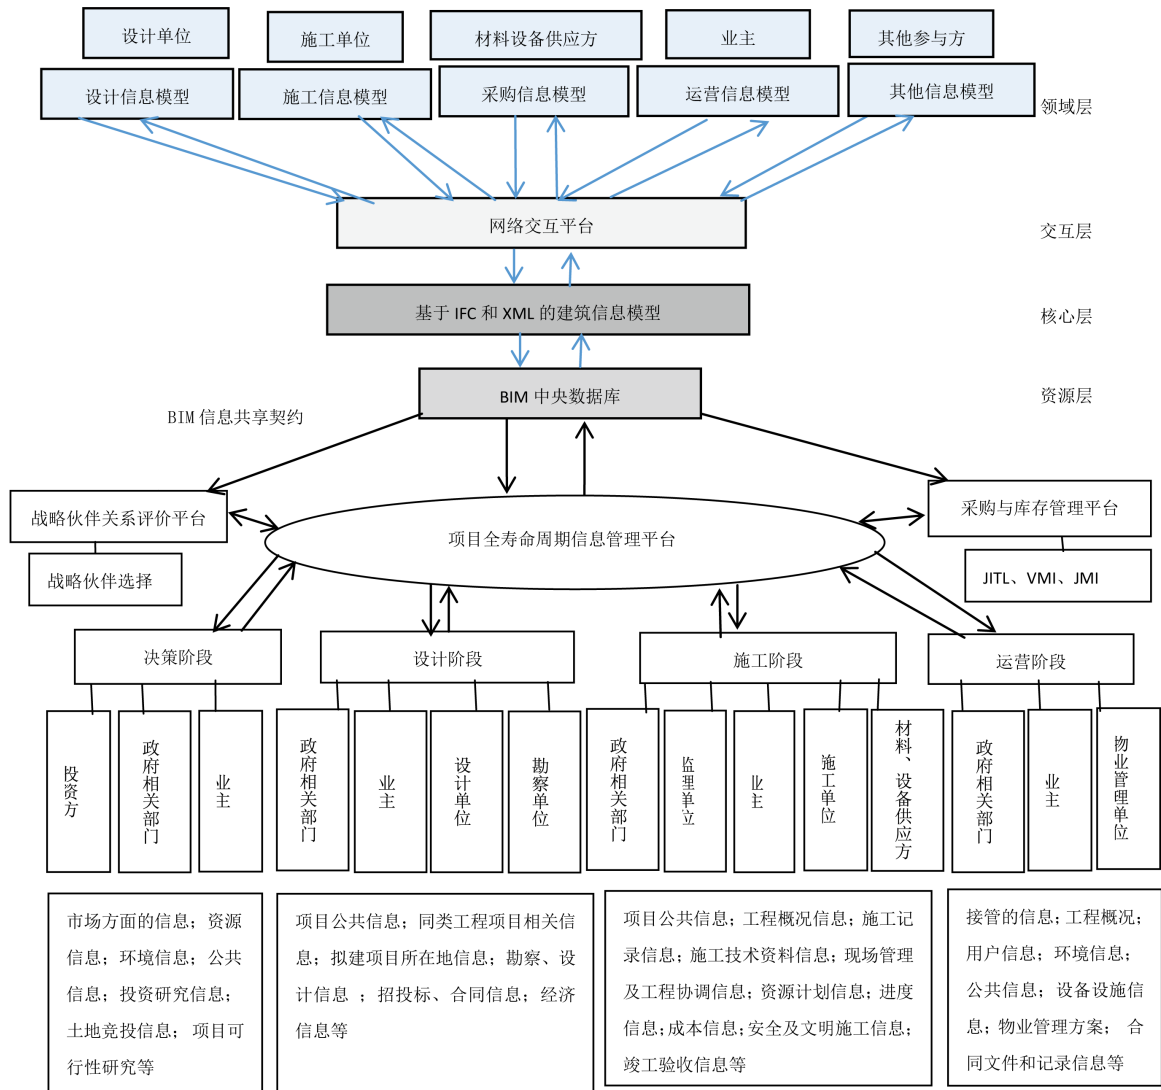 设计单位
施工单位
材料设备供应方
业主
其他参与方
设计信息模型
施工信息模型
采购信息模型
运营信息模型
其他信息模型
领域层
网络交互平台
交互层
基于 IFC 和 XML 的建筑信息模型
核心层
BIM 中央数据库
资源层
BIM 信息共享契约
战略伙伴关系评价平台
采购与库存管理平台
项目全寿命周期信息管理平台
战略伙伴选择
JITL、VMI、JMI
决策阶段
设计阶段
施工阶段
运营阶段
投资方
政府相关部门
业主
政府相关部门
业主
设计单位
勘察单位
政府相关部门
监理单位
业主
施工单位
材料、设备供应方
政府相关部门
业主
物业管理单位
市场方面的信息；资源
信息；环境信息；公共
信息；投资研究信息；
土地竞投信息；项目可
行性研究等
项目公共信息；同类工程项目相关信
息；拟建项目所在地信息；勘察、设
计信息 ；招投标、合同信息；经济
信息等
项目公共信息；工程概况信息；施工记
录信息；施工技术资料信息；现场管理
及工程协调信息；资源计划信息；进度
信息；成本信息；安全及文明施工信息；
竣工验收信息等
接管的信息；工程概况；
用户信息；环境信息；
公共信息；设备设施信
息；物业管理方案； 合
同文件和记录信息等